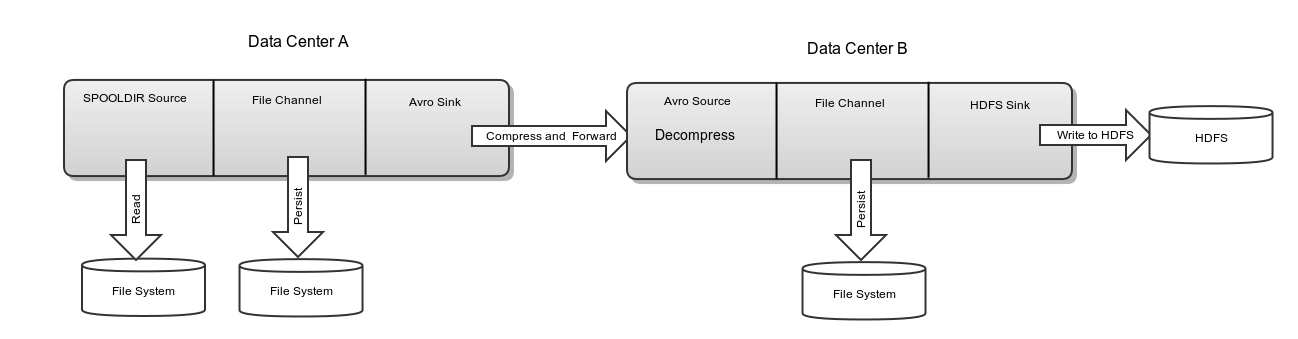 Data Center A
Data Center B
SPOOLDIR Source
File Channel
Avro Sink
Compress and Forward
Avro Source
Decompress
File Channel
HDFS Sink
Write to HDFS
HDFS
Read
Persist
Persist
File System
File System
File System